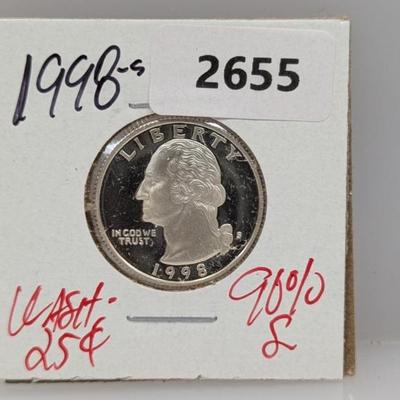 1998-s
2655
LIBERTY
IN GOD WE
TRUST
S
1998
WASH-
25¢
90%
S